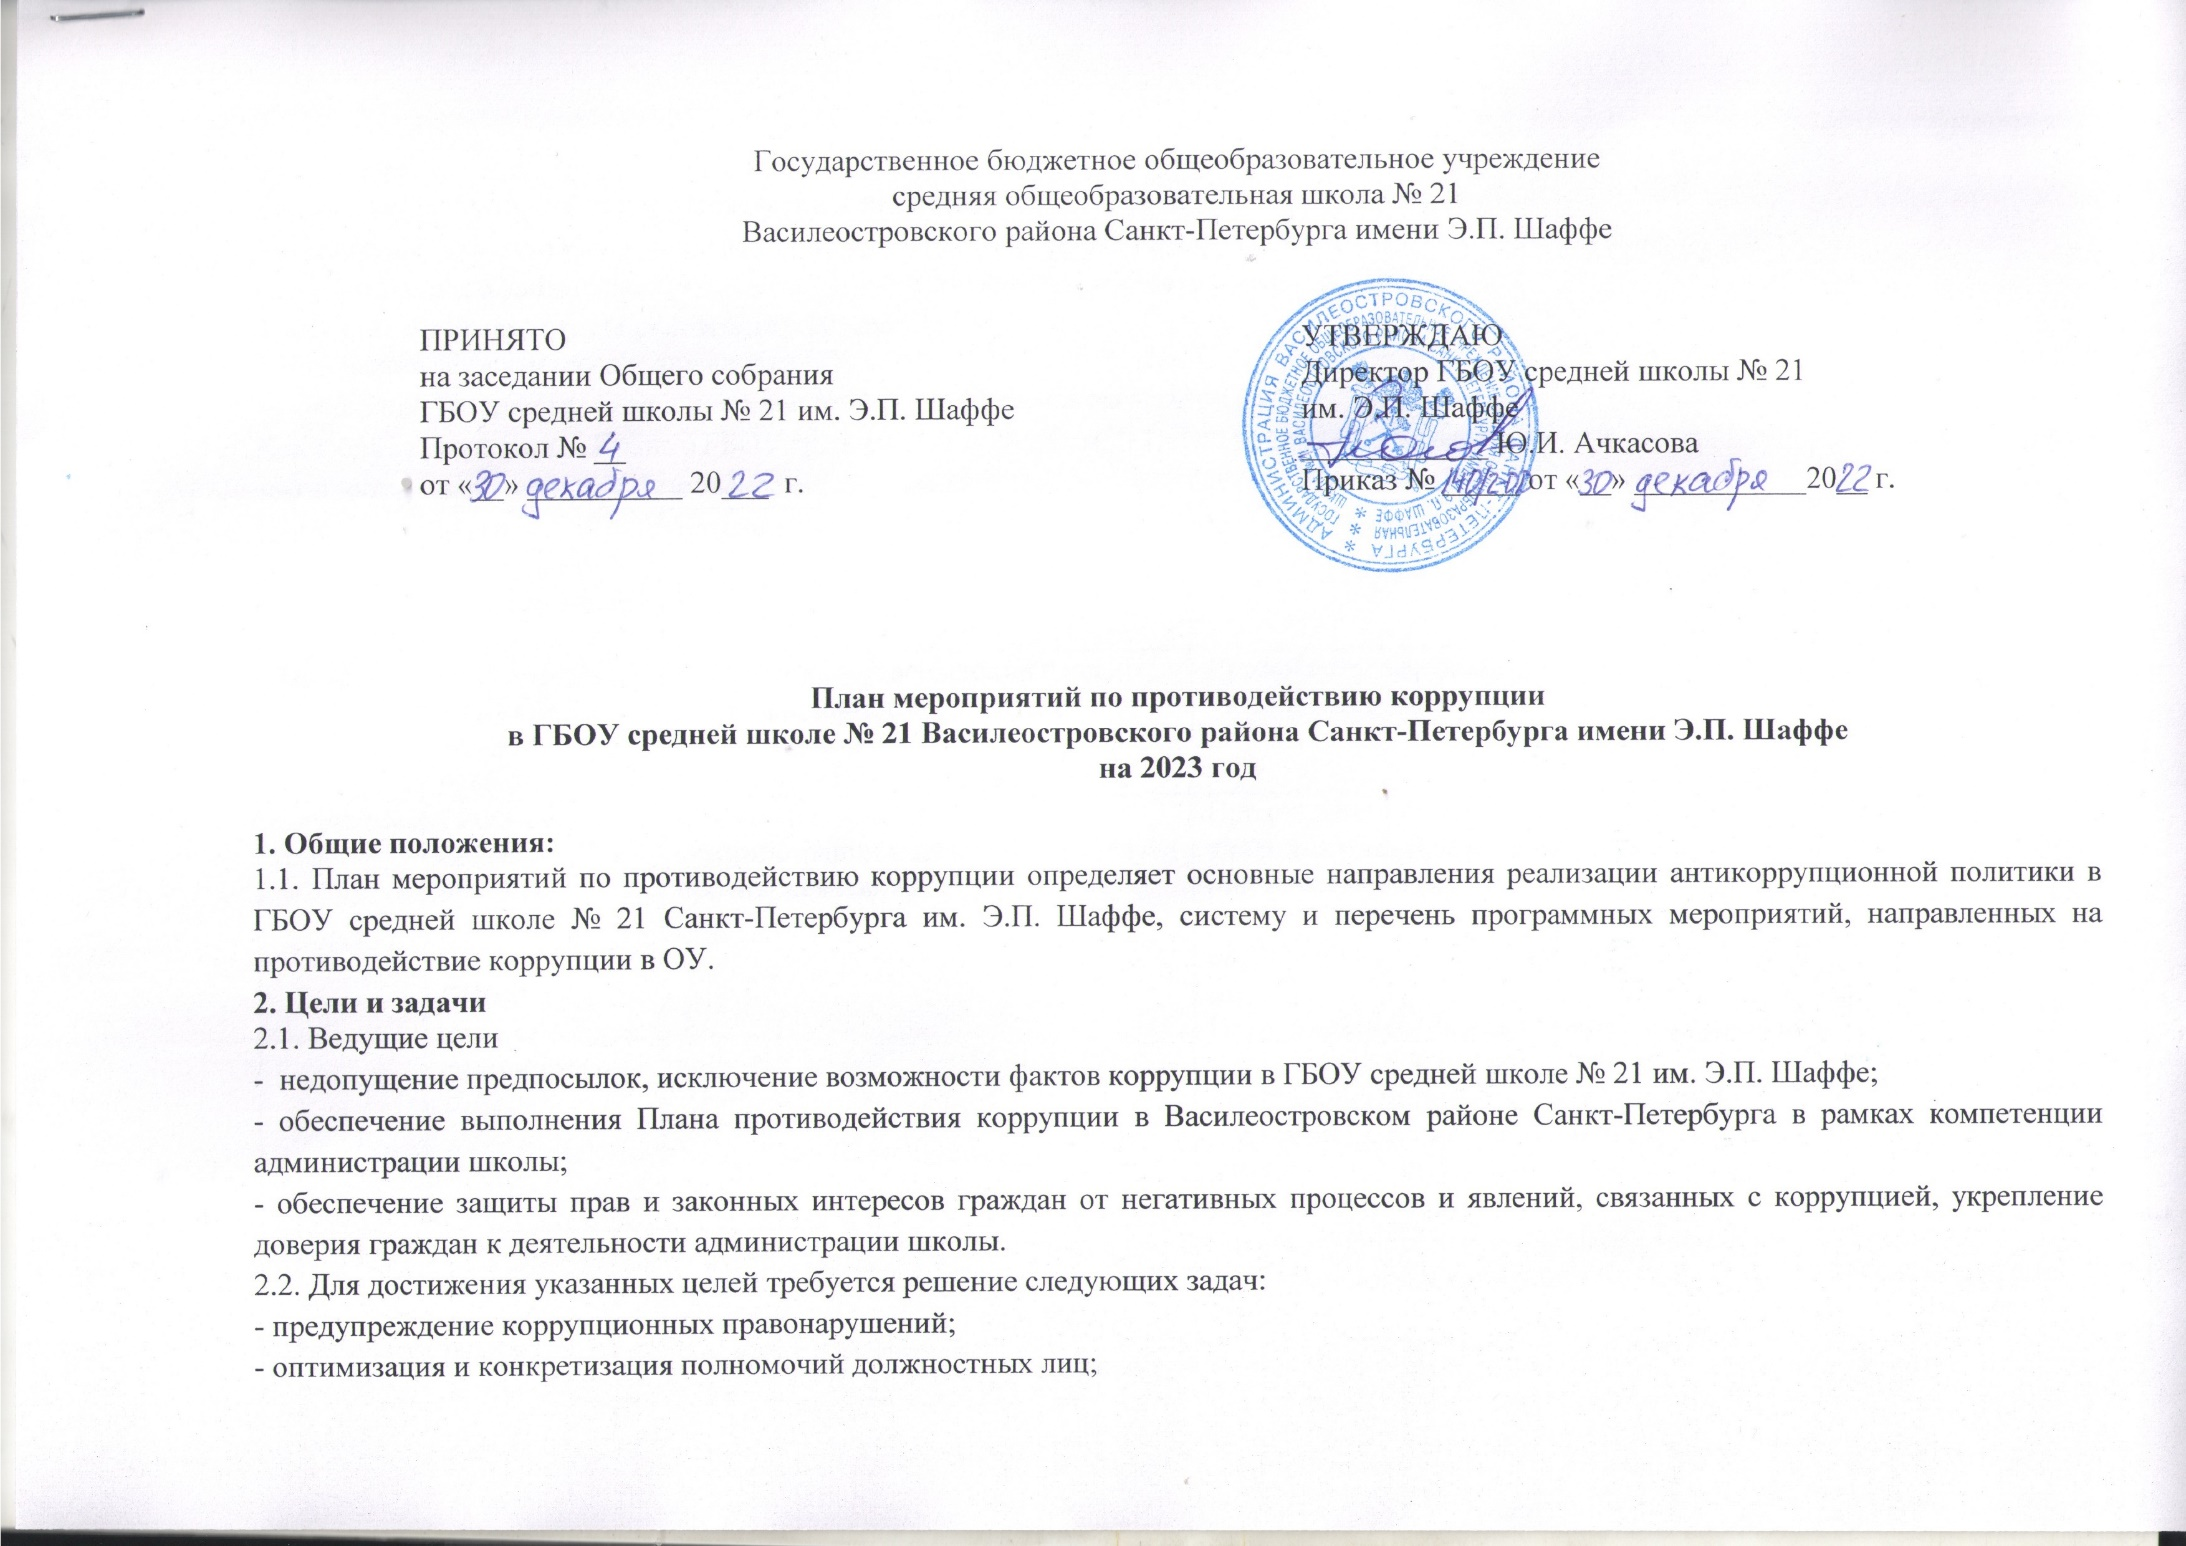 Государственное бюджетное общеобразовательное учреждение
средняя общеобразовательная школа № 21
Василеостровского района Санкт-Петербурга имени Э.П. Шаффе
ПРИНЯТО
на заседании Общего собрания
ГБОУ средней школы № 21 им. Э.П. Шаффе
Протокол № 4
от «30» декабря 2022 г.
УТВЕРЖДАЮ
Директор ГБОУ средней школы № 21
им. Э.П. Шаффе
Ю.И. Ачкасова
Приказ № от «30» декабря 2022 г.
План мероприятий по противодействию коррупции
в ГБОУ средней школе № 21 Василеостровского района Санкт-Петербурга имени Э.П. Шаффе
на 2023 год
1. Общие положения:
1.1. План мероприятий по противодействию коррупции определяет основные направления реализации антикоррупционной политики в
ГБОУ средней школе № 21 Санкт-Петербурга им. Э.П. Шаффе, систему и перечень программных мероприятий, направленных на
противодействие коррупции в ОУ.
2. Цели и задачи
2.1. Ведущие цели
- недопущение предпосылок, исключение возможности фактов коррупции в ГБОУ средней школе № 21 им. Э.П. Шаффе;
- обеспечение выполнения Плана противодействия коррупции в Василеостровском районе Санкт-Петербурга в рамках компетенции
администрации школы;
- обеспечение защиты прав и законных интересов граждан от негативных процессов и явлений, связанных с коррупцией, укрепление
доверия граждан к деятельности администрации школы.
2.2. Для достижения указанных целей требуется решение следующих задач:
- предупреждение коррупционных правонарушений;
- оптимизация и конкретизация полномочий должностных лиц;